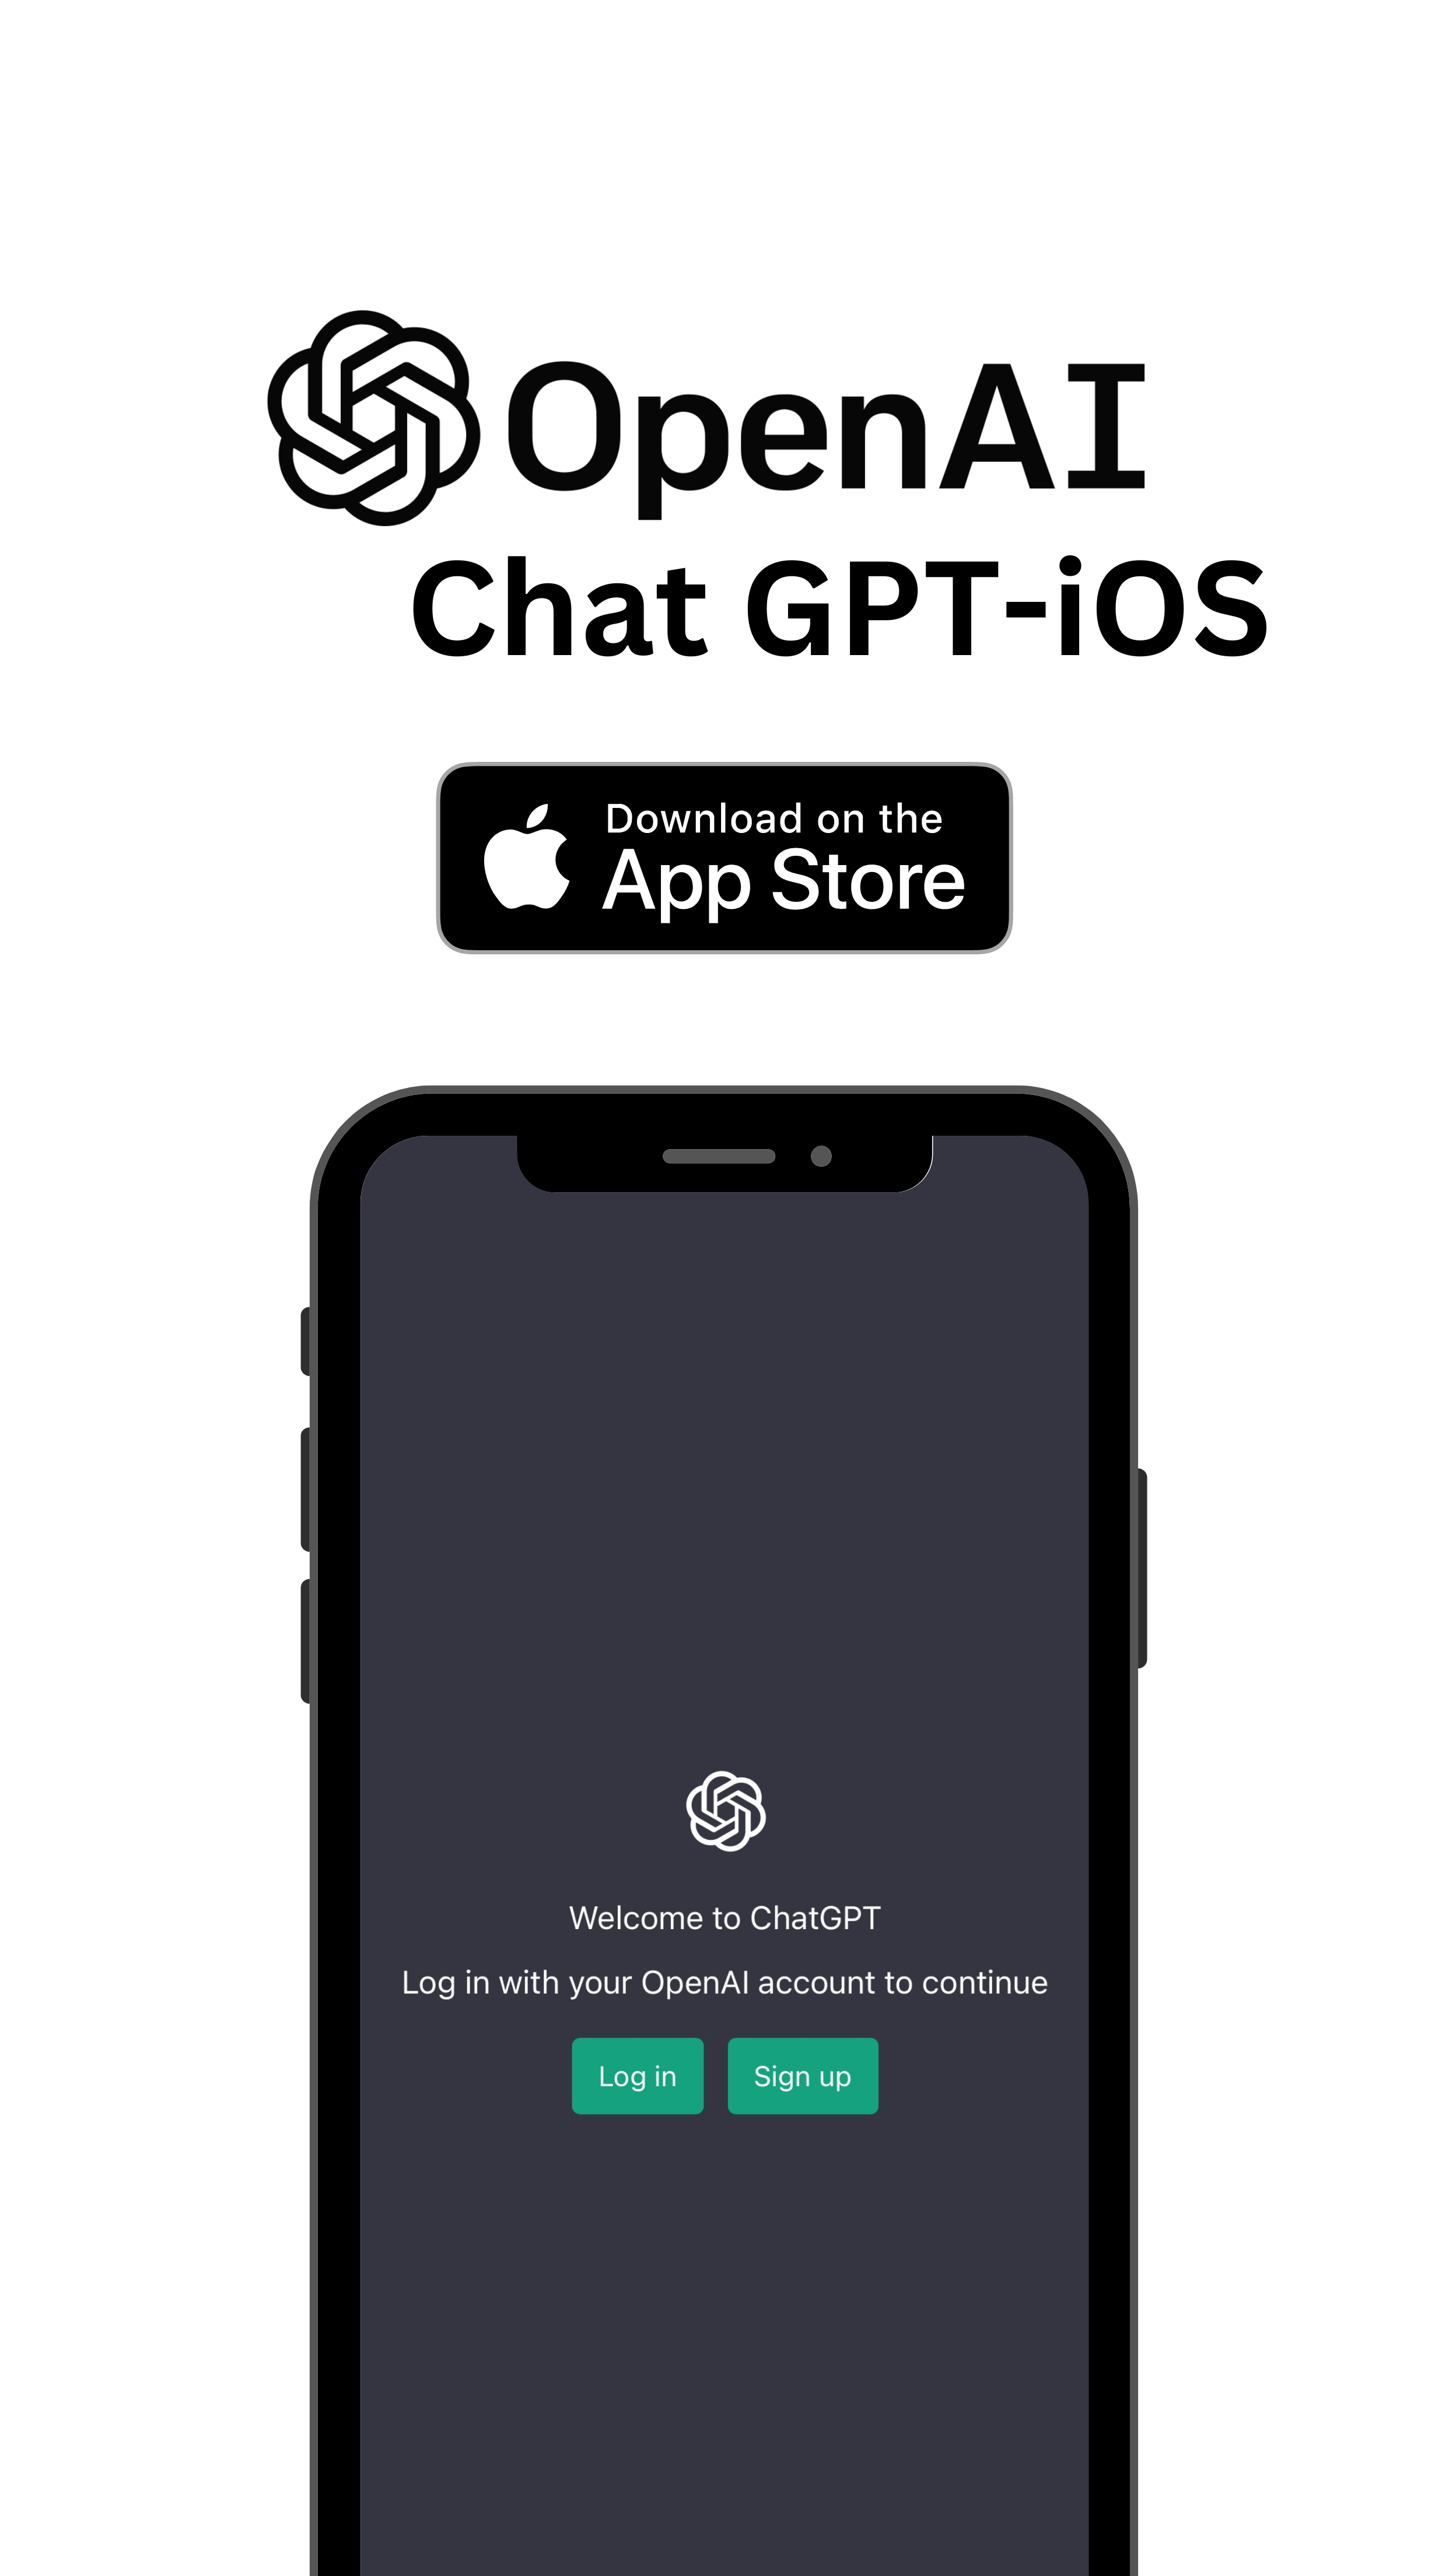 OpenAI
Chat GPT-iOS
Download on the
App Store
Welcome to ChatGPT
Log in with your OpenAI account to continue
Log in
Sign up